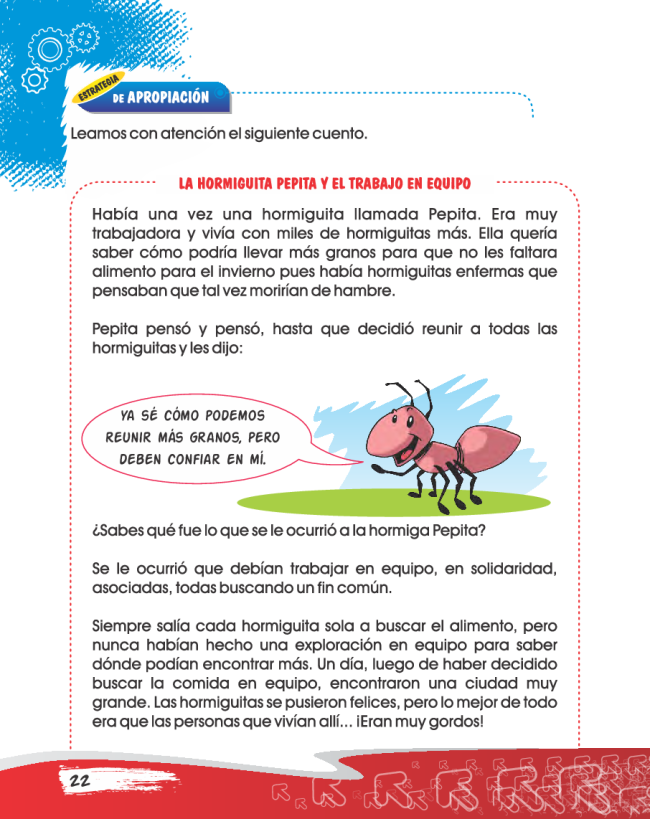 ESTRATEGIA
DE APROPIACIÓN
Leamos con atención el siguiente cuento.
LA HORMIGUITA PEPITA Y EL TRABAJO EN EQUIPO
Había una vez una hormiguita llamada Pepita. Era muy
trabajadora y vivía con miles de hormiguitas más. Ella quería
saber cómo podría llevar más granos para que no les faltara
alimento para el invierno pues había hormiguitas enfermas que
pensaban que tal vez morirían de hambre.
Pepita pensó y pensó, hasta que decidió reunir a todas las
hormiguitas y les dijo:
YA SÉ CÓMO PODEMOS
REUNIR MÁS GRANOS, PERO
DEBEN CONFIAR EN MÍ.
¿Sabes qué fue lo que se le ocurrió a la hormiga Pepita?
Se le ocurrió que debían trabajar en equipo, en solidaridad,
asociadas, todas buscando un fin común.
Siempre salía cada hormiguita sola a buscar el alimento, pero
nunca habían hecho una exploración en equipo para saber
dónde podían encontrar más. Un día, luego de haber decidido
buscar la comida en equipo, encontraron una ciudad muy
grande. Las hormiguitas se pusieron felices, pero lo mejor de todo
era que las personas que vivían allí... ¡Eran muy gordos!
22